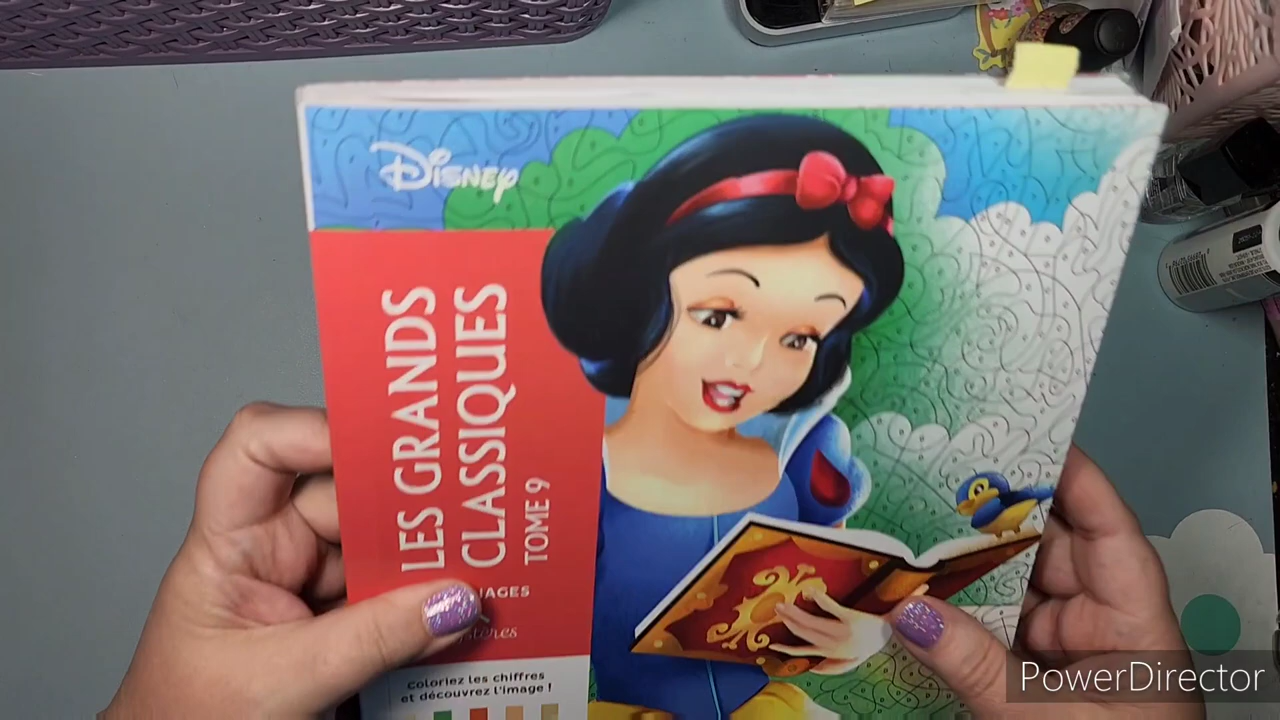 Disney
LES GRANDS
CLASSIQUES
TOME 9
Coloriez les chiffres
et découvrez l'image !
PowerDirector